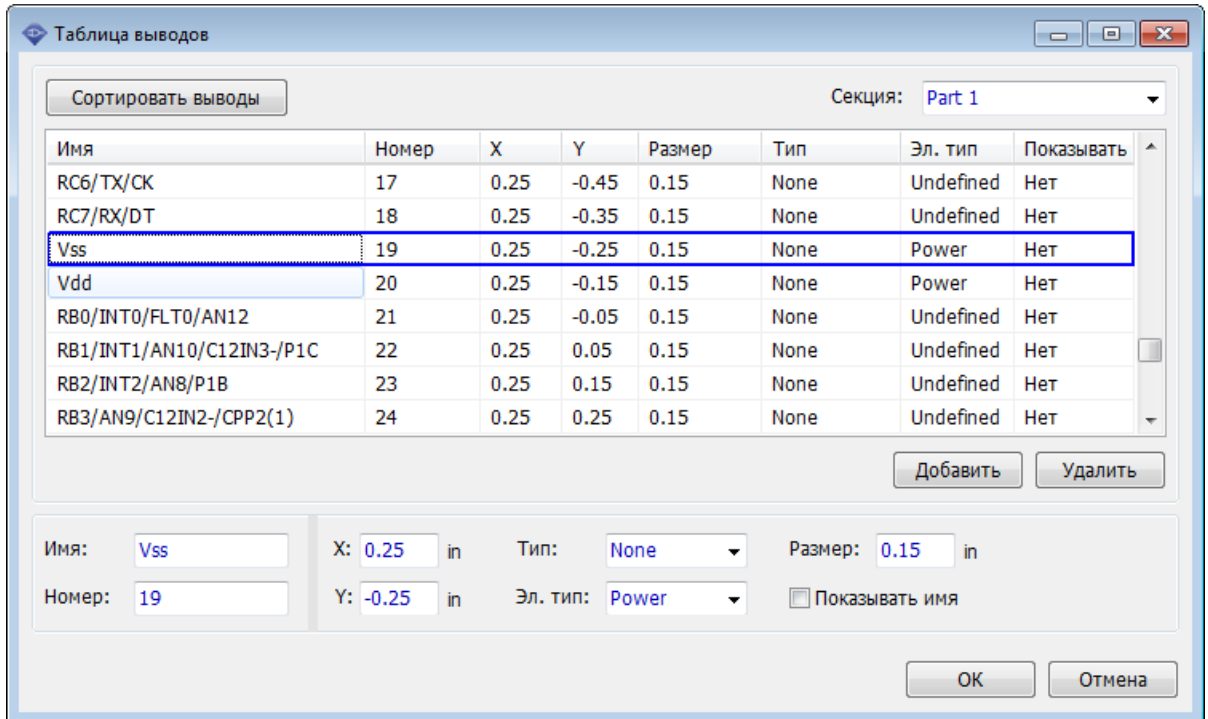 Таблица выводов
Сортировать выводы Секция: Part 1
Имя Номер X Y Размер Тип Эл. тип Показывать
RC6/TX/CK 17 0.25 -0.45 0.15 None Undefined Нет
RC7/RX/DT 18 0.25 -0.35 0.15 None Undefined Нет
Vss 19 0.25 -0.25 0.15 None Power Нет
Vdd 20 0.25 -0.15 0.15 None Power Нет
RB0/INT0/FLT0/AN12 21 0.25 -0.05 0.15 None Undefined Нет
RB1/INT1/AN10/C12IN3-/P1C 22 0.25 0.05 0.15 None Undefined Нет
RB2/INT2/AN8/P1B 23 0.25 0.15 0.15 None Undefined Нет
RB3/AN9/C12IN2-/CPP2(1) 24 0.25 0.25 0.15 None Undefined Нет
Добавить Удалить
Имя: Vss X: 0.25 in Тип: None Размер: 0.15 in
Номер: 19 Y: -0.25 in Эл. тип: Power Показывать имя
OK Отмена